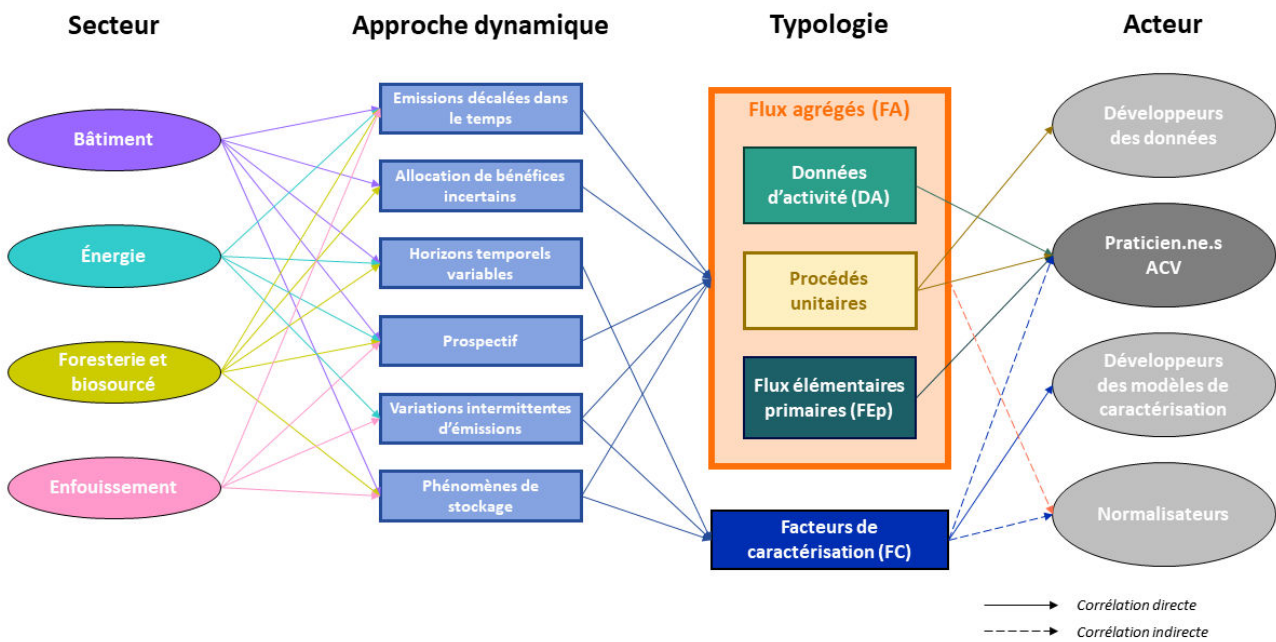 Secteur
Approche dynamique
Typologie
Acteur
Bâtiment
Énergie
Foresterie et
biosourcé
Enfouissement
Emissions décalées dans
le temps
Allocation de bénéfices
incertains
Horizons temporels
variables
Prospectif
Variations intermittentes
d'émissions
Phénomènes de
stockage
Flux agrégés (FA)
Données
d'activité (DA)
Procédés
unitaires
Flux élémentaires
primaires (FEp)
Facteurs de
caractérisation (FC)
Développeurs
des données
Praticien.ne.s
ACV
Développeurs
des modèles de
caractérisation
Normalisateurs
Corrélation directe
Corrélation indirecte